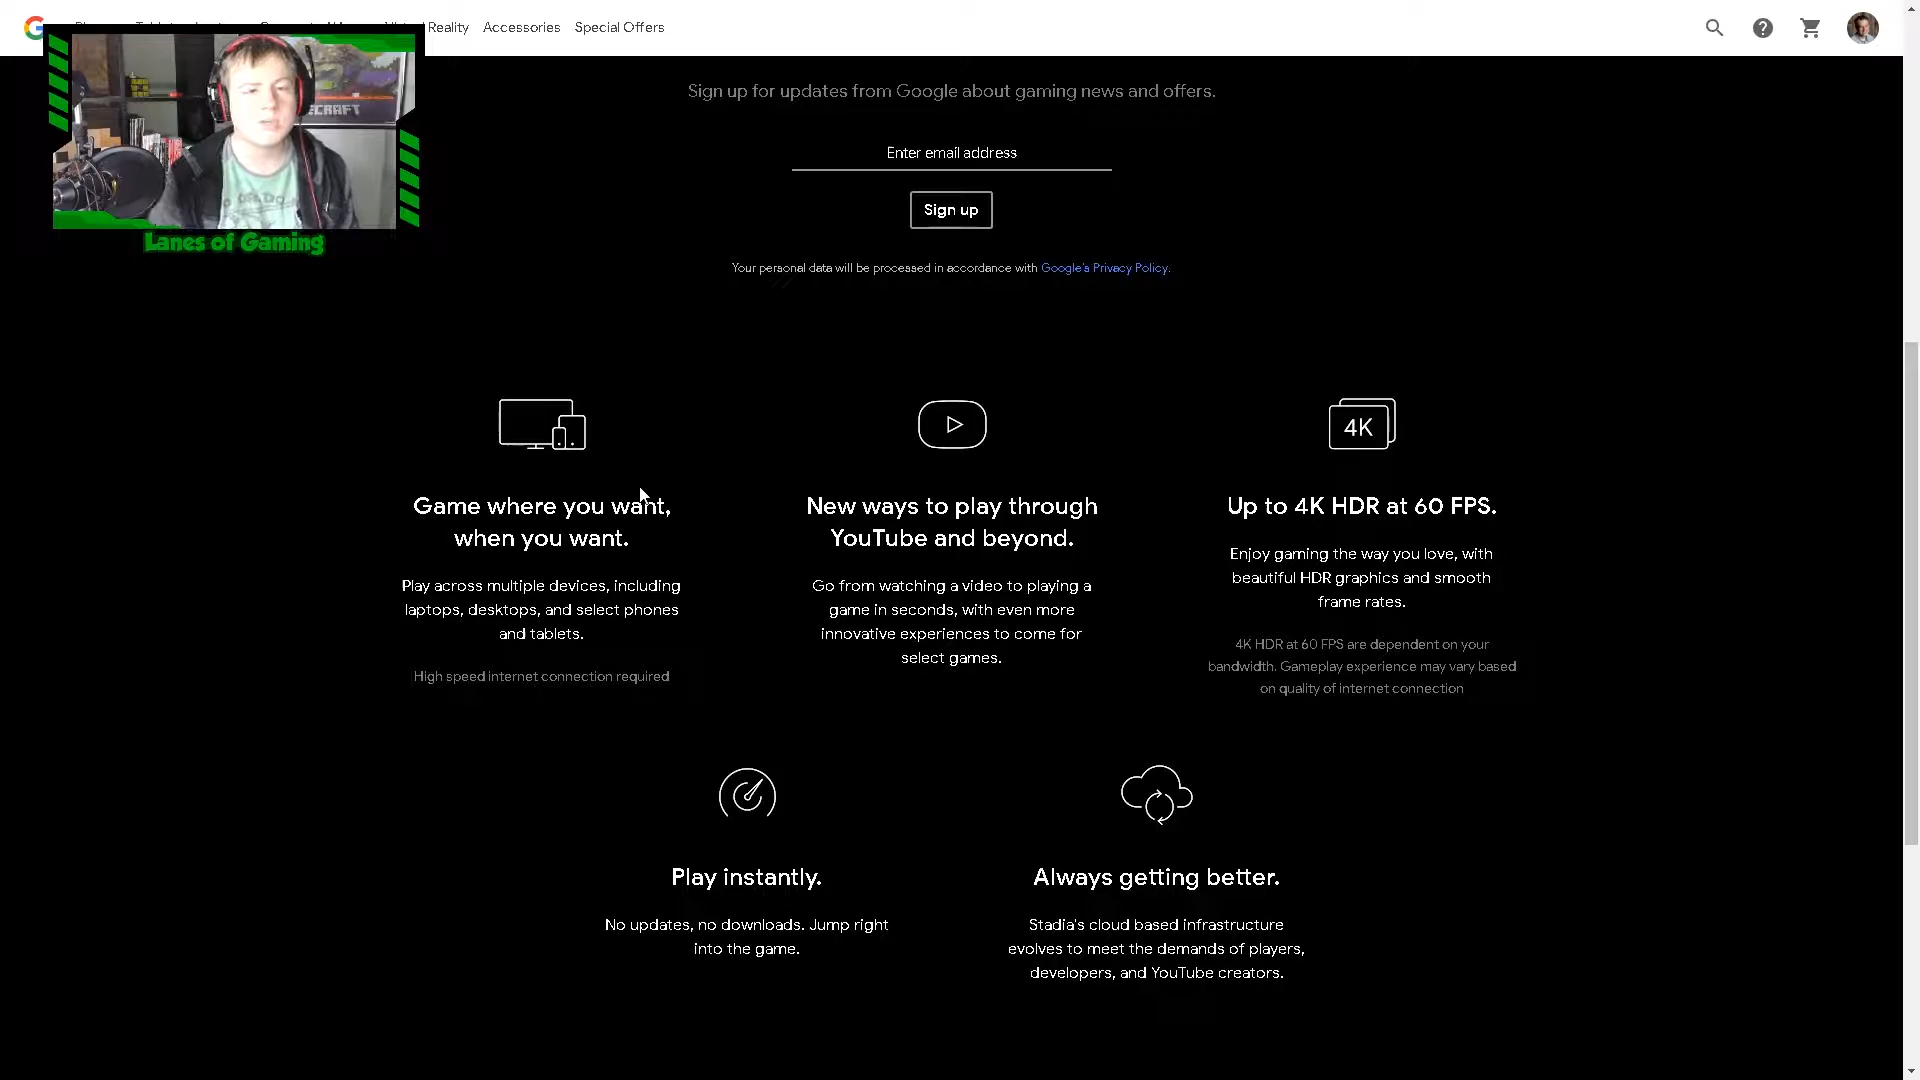 Reality Accessories Special Offers
ECRAFT
Lanes of Gaming
Sign up for updates from Google about gaming news and offers.
Enter email address
Sign up
Your personal data will be processed in accordance with Google's Privacy Policy.
4K
Game where you want,
when you want.
Play across multiple devices, including
laptops, desktops, and select phones
and tablets.
High speed internet connection required
New ways to play through
YouTube and beyond.
Go from watching a video to playing a
game in seconds, with even more
innovative experiences to come for
select games.
Up to 4K HDR at 60 FPS.
Enjoy gaming the way you love, with
beautiful HDR graphics and smooth
frame rates.
4K HDR at 60 FPS are dependent on your
bandwidth. Gameplay experience may vary based
on quality of internet connection
Play instantly.
No updates, no downloads. Jump right
into the game.
Always getting better.
Stadia's cloud based infrastructure
evolves to meet the demands of players,
developers, and YouTube creators.